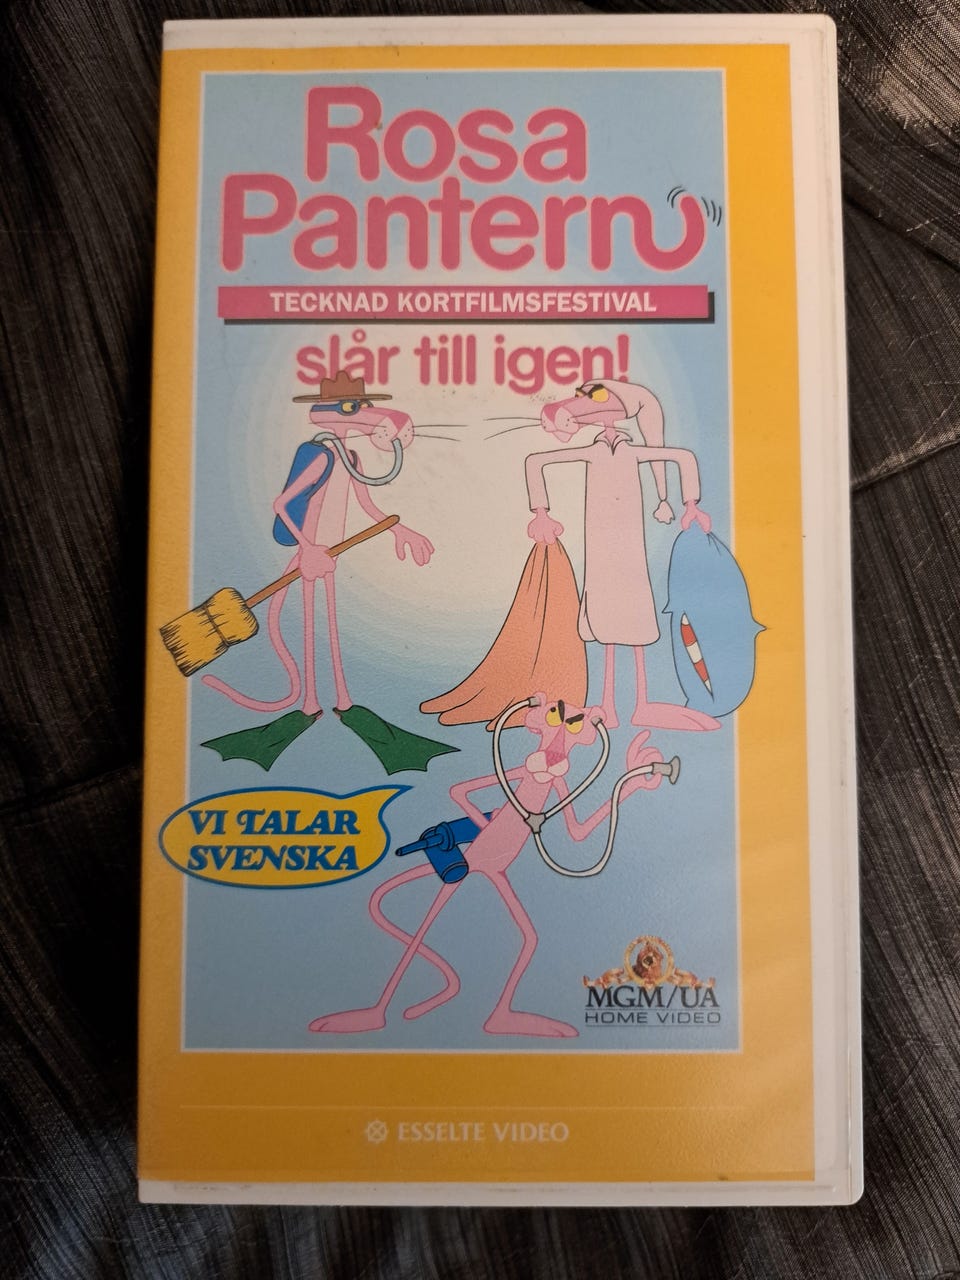 Rosa
Pantern
TECKNAD KORTFILMSFESTIVAL
slår till igen!
VI TALAR
SVENSKA
MGM/UA
HOME VIDEO
ESSELTE VIDEO